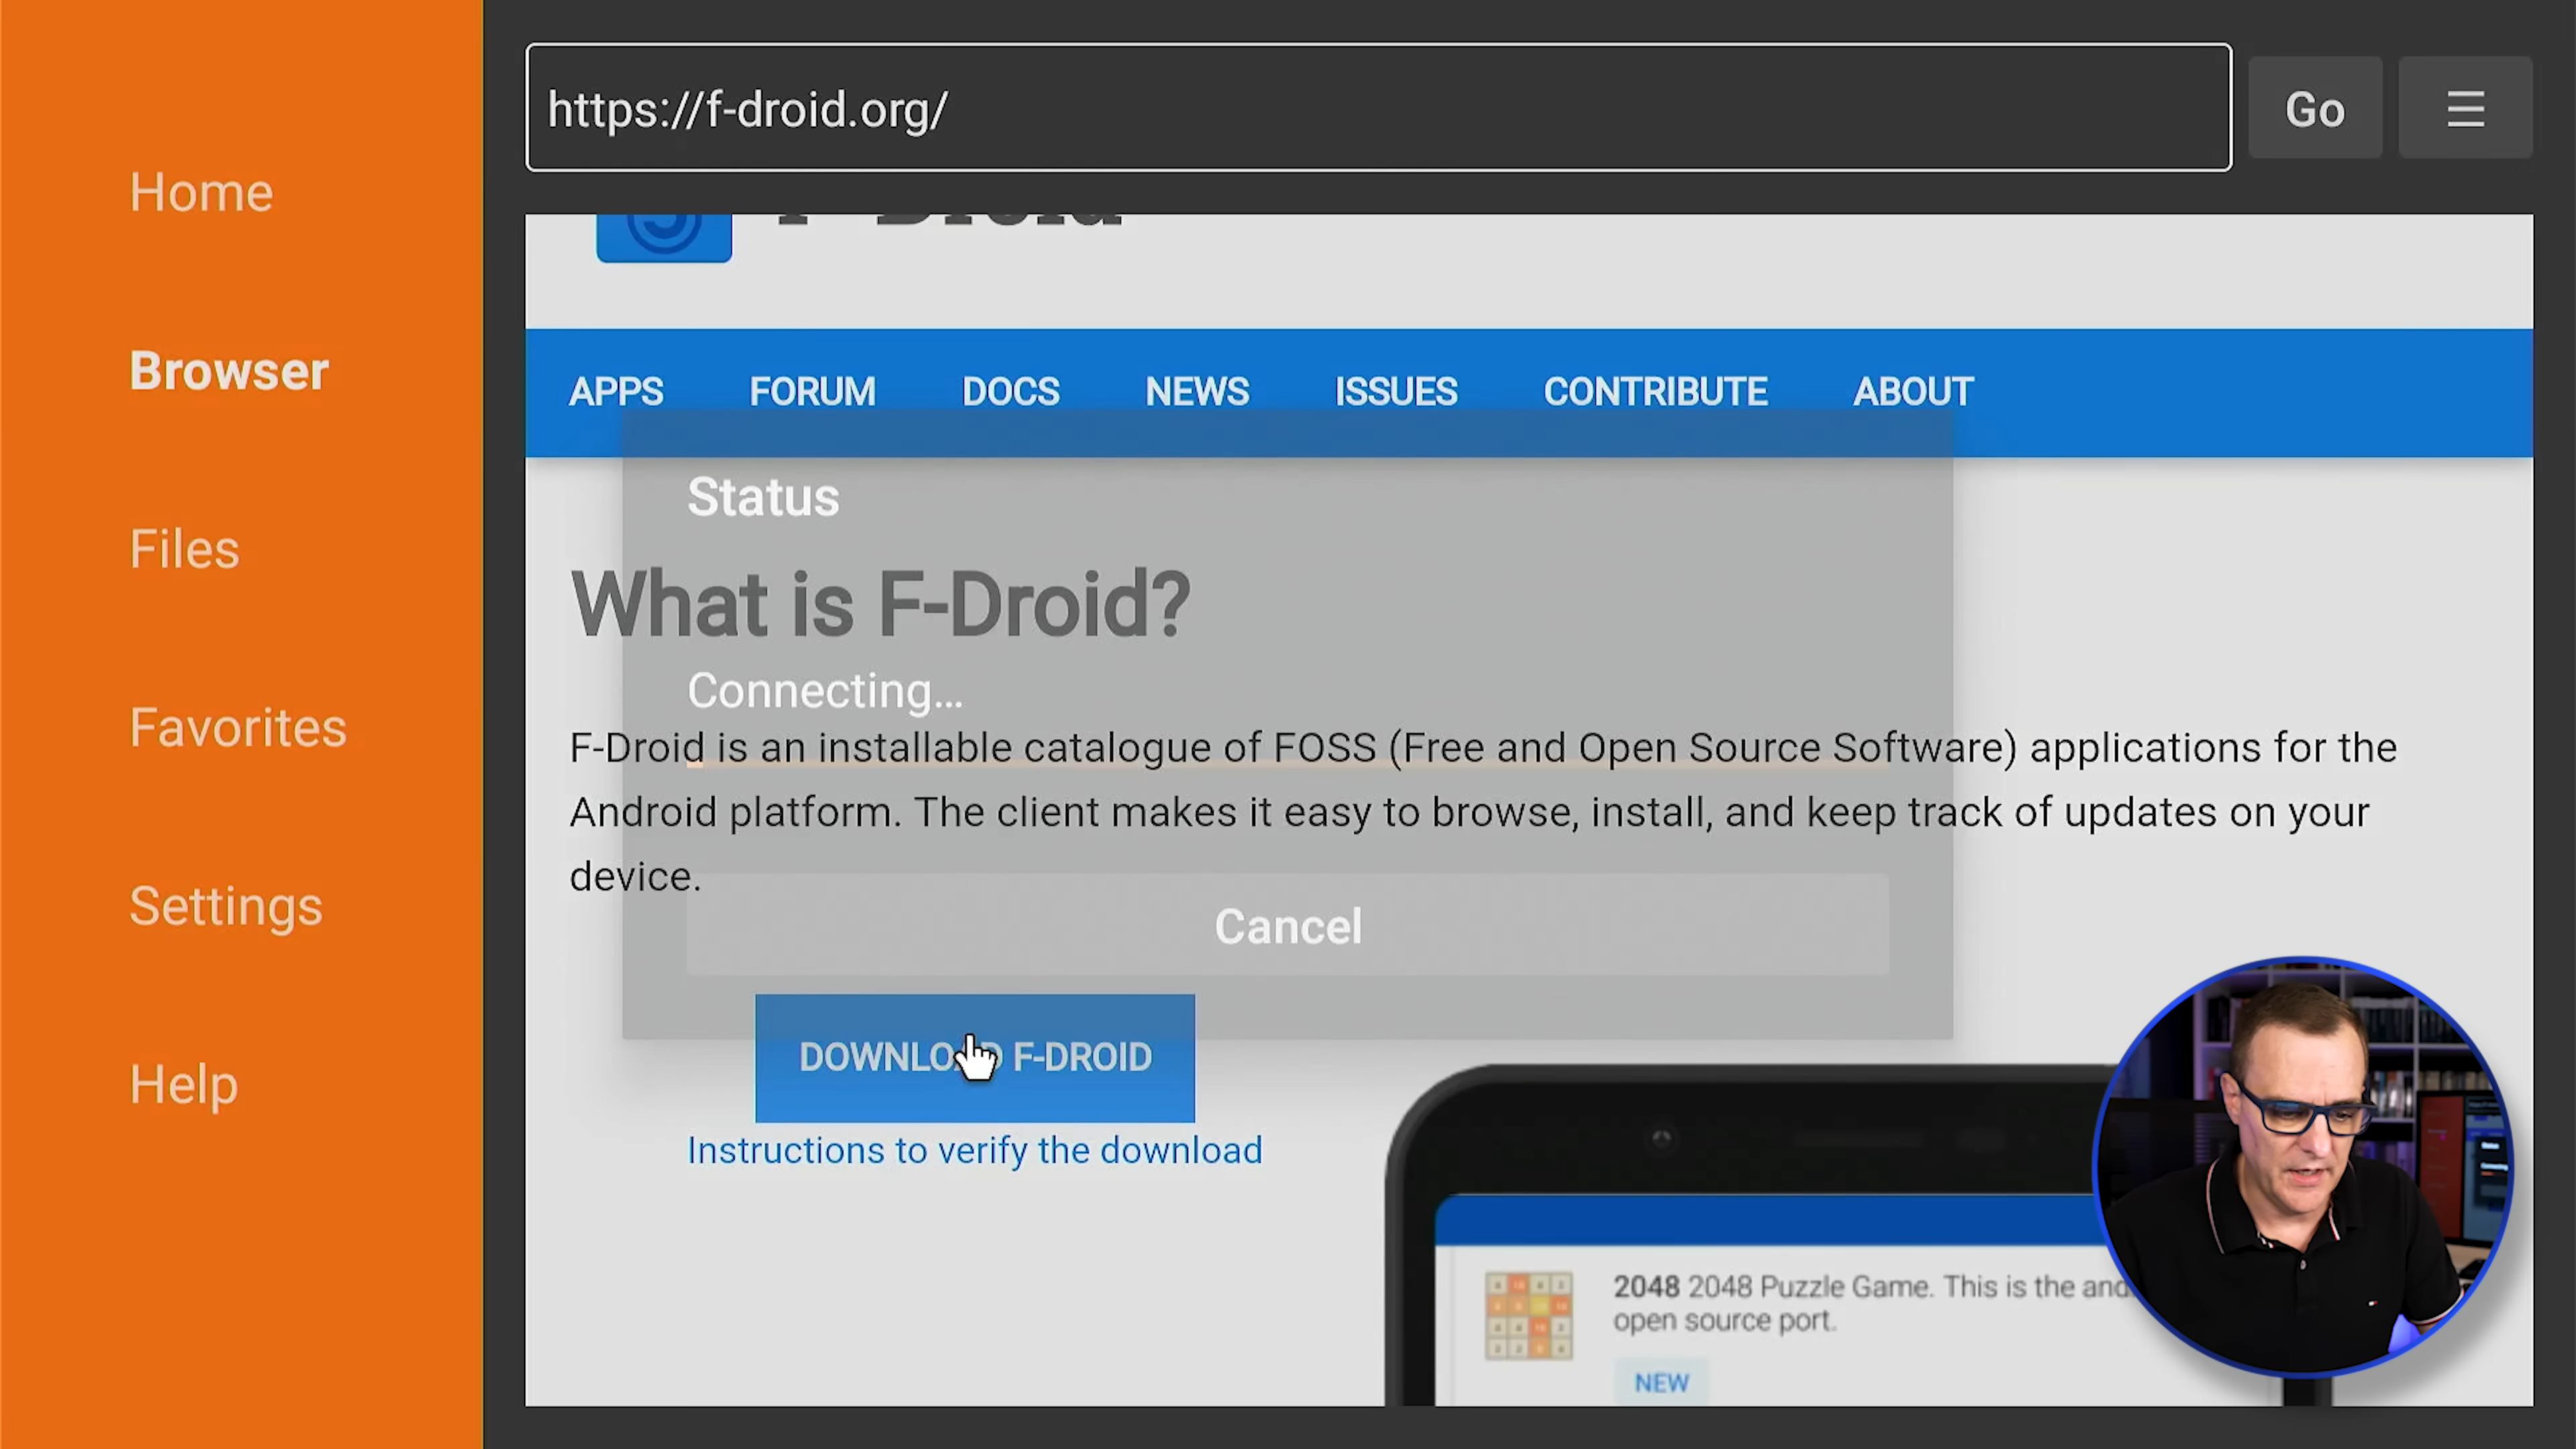 https://f-droid.org/
Go
Home
Browser
Files
Favorites
Settings
Help
F-Droid
APPS FORUM DOCS NEWS ISSUES CONTRIBUTE ABOUT
Status
What is F-Droid?
Connecting...
F-Droid is an installable catalogue of FOSS (Free and Open Source Software) applications for the
Android platform. The client makes it easy to browse, install, and keep track of updates on your
device.
Cancel
DOWNLOAD F-DROID
Instructions to verify the download
2048 2048 Puzzle Game. This is the
open source port.
NEW